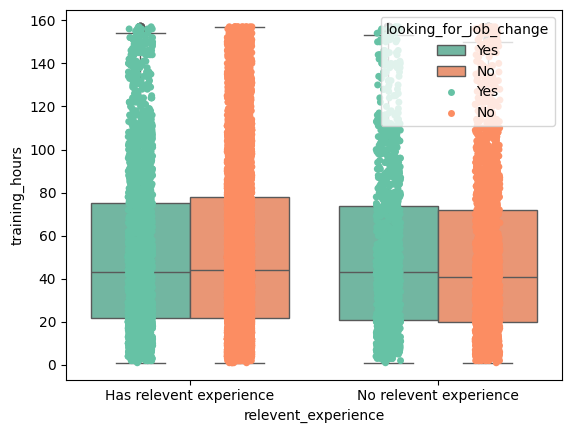 looking_for_job_change
Yes
No
Yes
No
training_hours
160
140
120
100
80
60
40
20
0
Has relevent experience
No relevent experience
relevent_experience